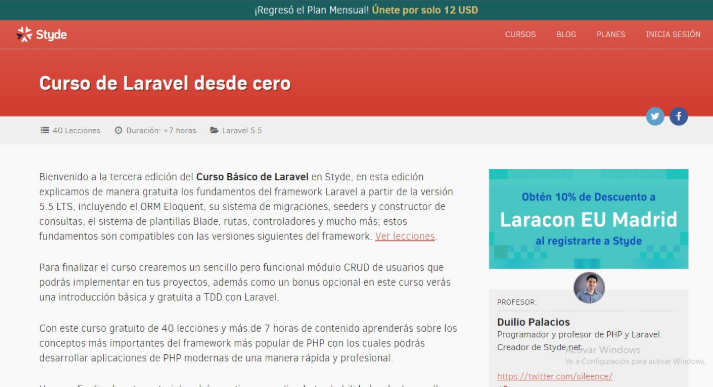 ¡Regresó el Plan Mensual! Únete por solo 12 USD
Styde
CURSOS BLOG PLANES INICIA SESIÓN
Curso de Laravel desde cero
40 Lecciones Duración: +7 horas Laravel 5.5
Bienvenido a la tercera edición del Curso Básico de Laravel en Styde, en esta edición
explicamos de manera gratuita los fundamentos del framework Laravel a partir de la versión
5.5 LTS, incluyendo el ORM Eloquent, su sistema de migraciones, seeders y constructor de
consultas, el sistema de plantillas Blade, rutas, controladores y mucho más; estos
fundamentos son compatibles con las versiones siguientes del framework. Ver lecciones.
Para finalizar el curso crearemos un sencillo pero funcional módulo CRUD de usuarios que
podrás implementar en tus proyectos, además como un bonus opcional en este curso verás
una introducción básica y gratuita a TDD con Laravel.
Con este curso gratuito de 40 lecciones y más de 7 horas de contenido aprenderás sobre los
conceptos más importantes del framework más popular de PHP con los cuales podrás
desarrollar aplicaciones de PHP modernas de una manera rápida y profesional.
Obtén 10% de Descuento a
Laracon EU Madrid
al registrarte a Styde
PROFESOR:
Duilio Palacios
Programador y profesor de PHP y Laravel.
Creador de Styde.net
Activar Windows
Ve a Configuración para activar Windows.
https://twitter.com/sileence/